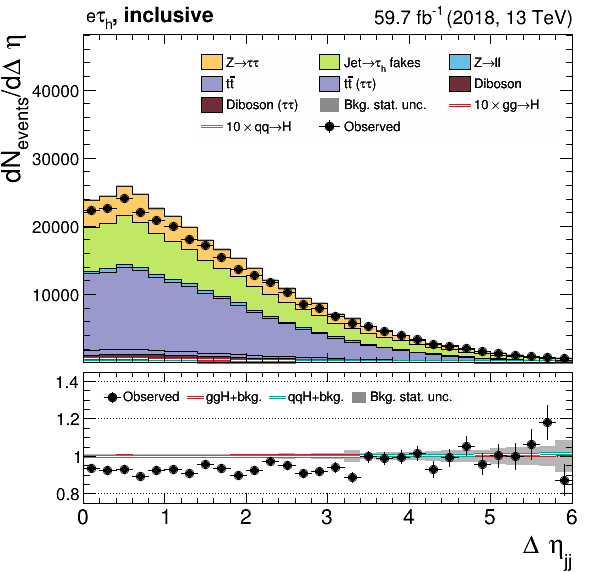 eτh, inclusive 59.7 fb-1 (2018, 13 TeV)
dNevents/dΔ η
Z→ττ Jet→τh fakes Z→ll
tt̄ tt̄ (ττ) Diboson
Diboson (ττ) Bkg. stat. unc. 10 × gg→H
10 × qq→H Observed
40000
30000
20000
10000
1.4
Observed ggH+bkg. qqH+bkg. Bkg. stat. unc.
1.2
1
0.8
0 1 2 3 4 5 6
Δ ηjj